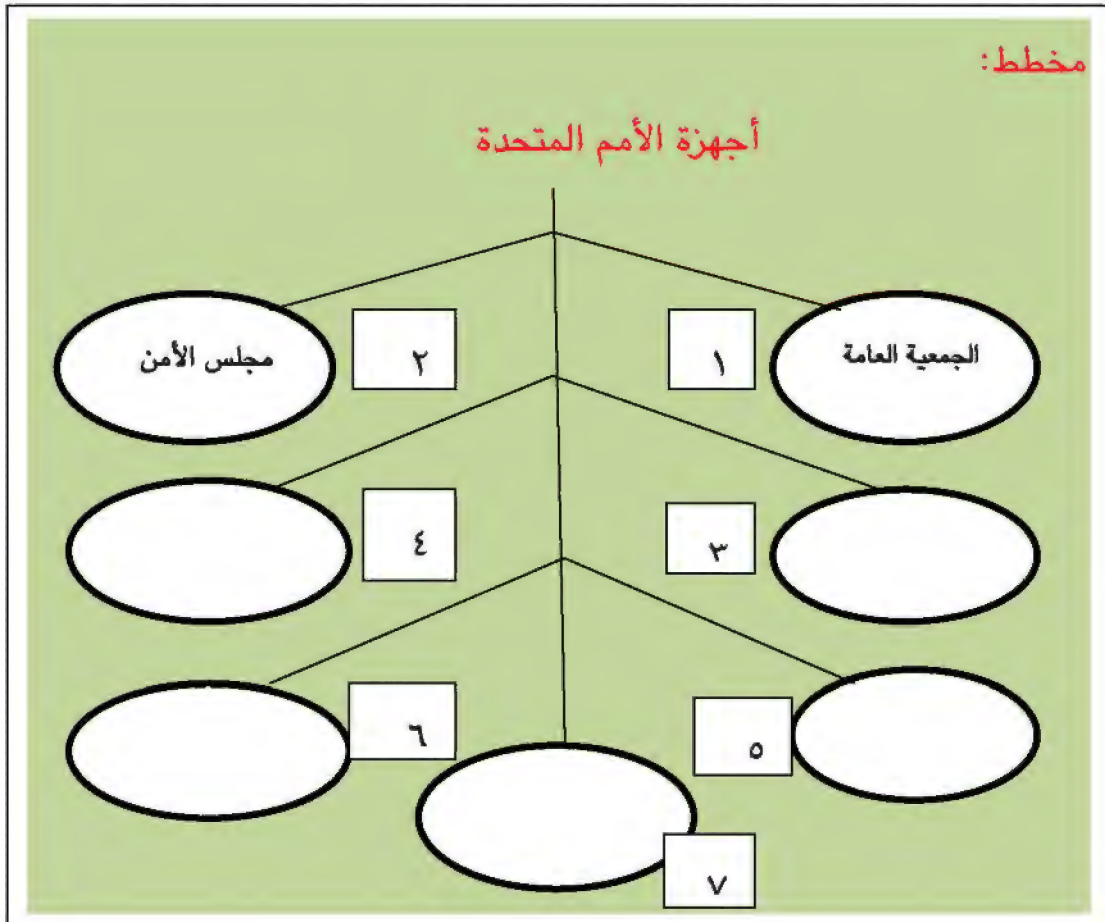 مخطط:
أجهزة الأمم المتحدة
الجمعية العامة
١
٢
مجلس الأمن
٣
٤
٥
٦
٧